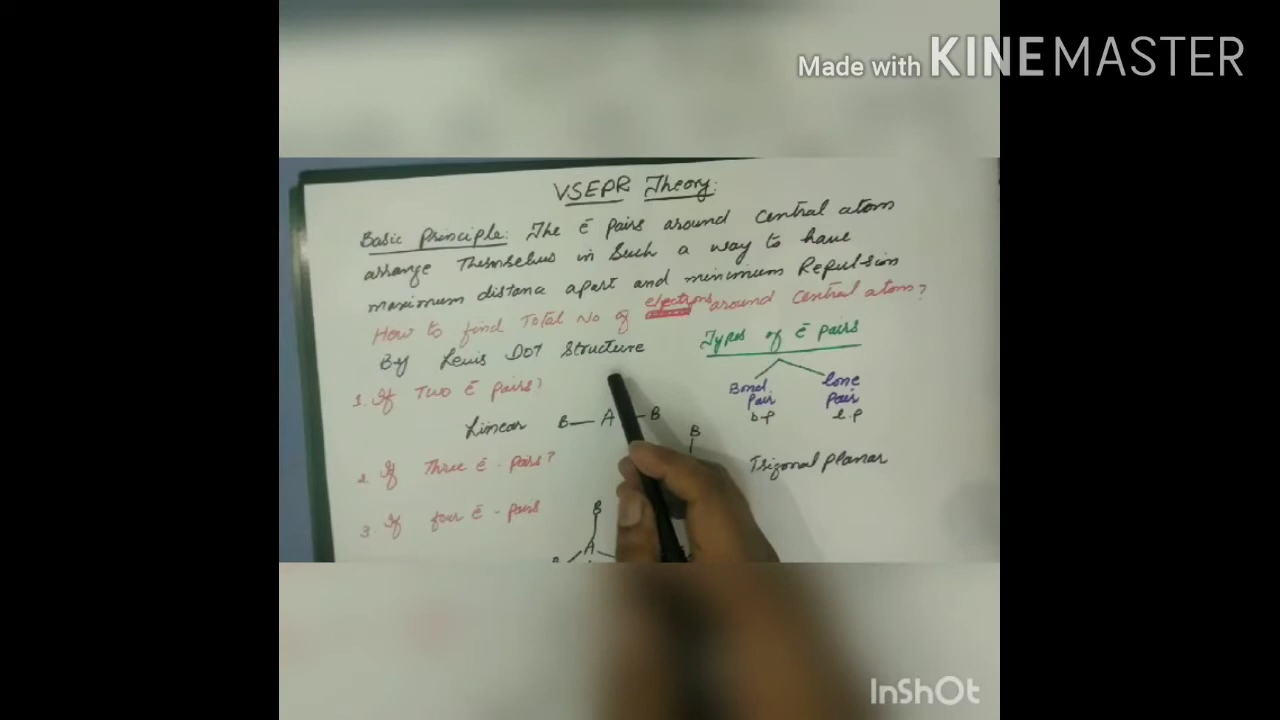 Made with KINEMASTER
VSEPR Theory:
Basic Principle: The ē pairs around Central atom
arrange Themselves in Such a way to have
maximum distance apart and minimum Repulsion
How to find Total No of electrons around Central atom?
By Lewis DOT Structure
Types of ē pairs
Bond Pair b.p
lone pair l.p
1. If Two ē pairs?
Linear B — A — B
2. If Three ē - pairs?
B
Trigonal planar
3. If four ē - pairs
B
A
B
InShOt